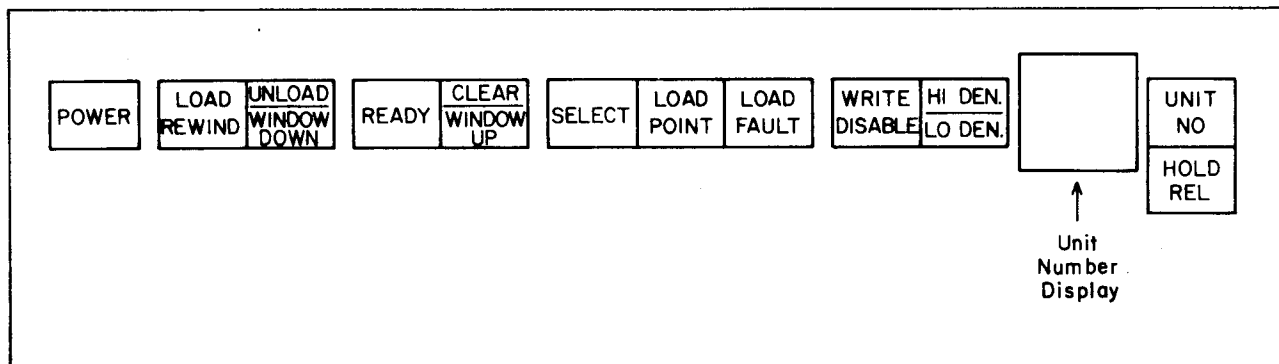 POWER
LOAD
REWIND
UNLOAD
WINDOW
DOWN
READY
CLEAR
WINDOW
UP
SELECT
LOAD
POINT
LOAD
FAULT
WRITE
DISABLE
HI DEN.
LO DEN.
UNIT
NO
HOLD
REL
Unit
Number
Display